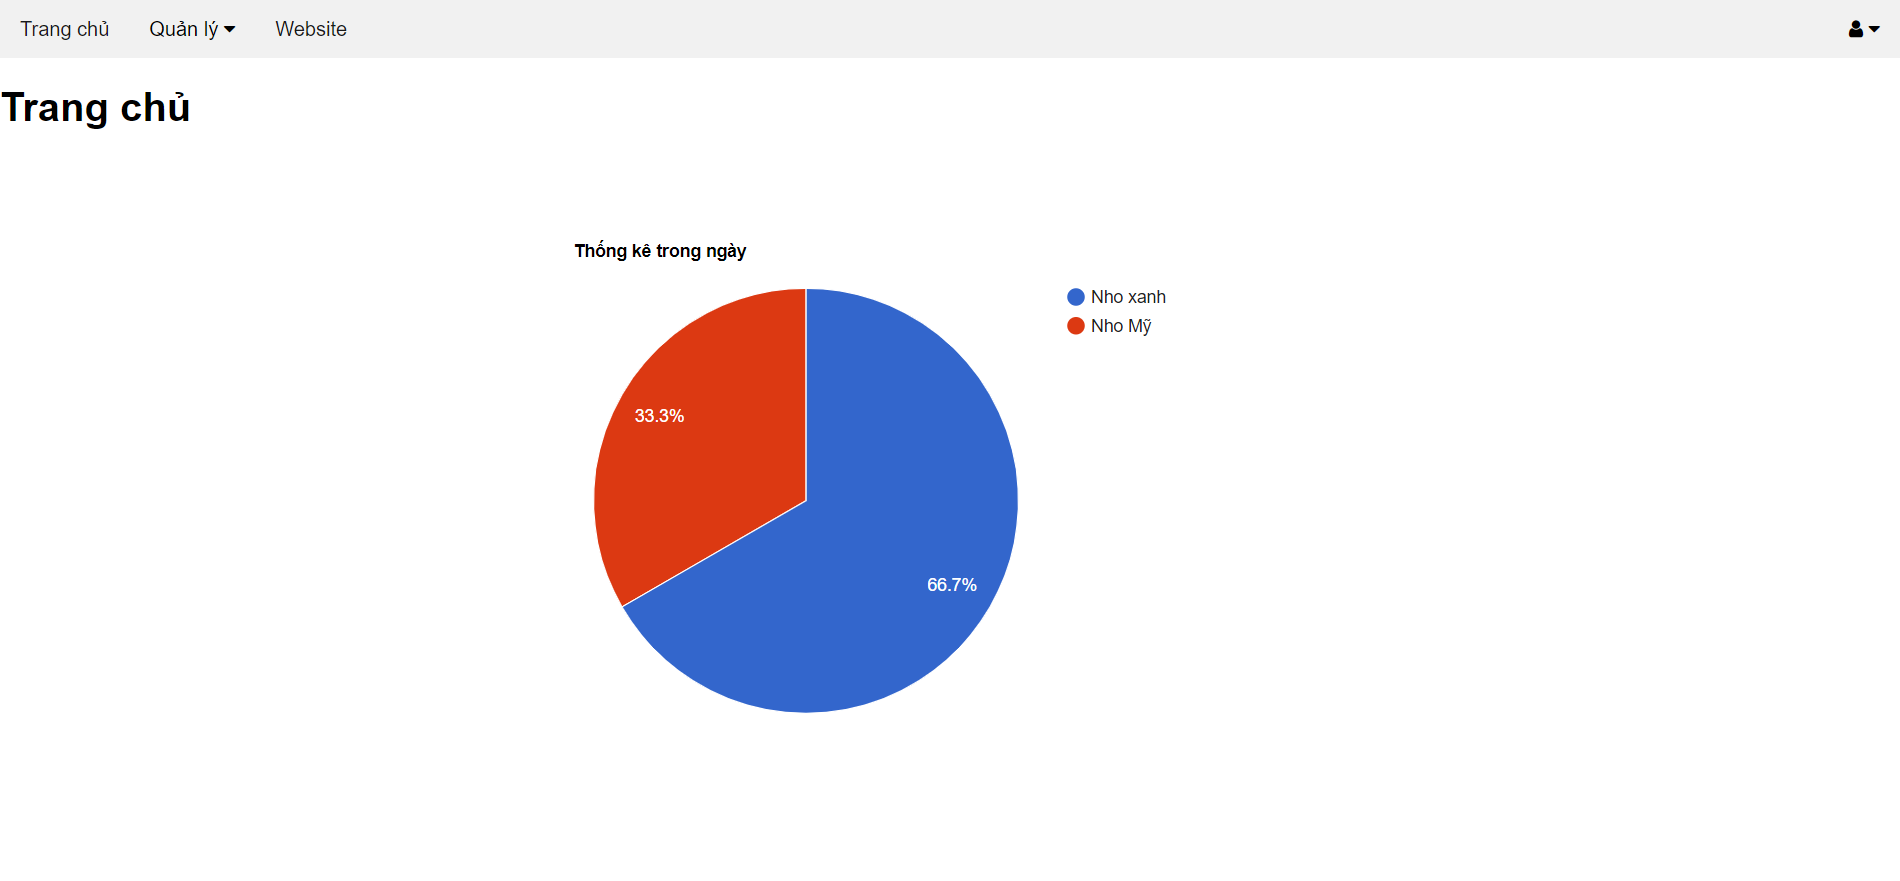 Trang chủ Quản lý Website
Trang chủ
Thống kê trong ngày
Nho xanh
Nho Mỹ
33.3%
66.7%